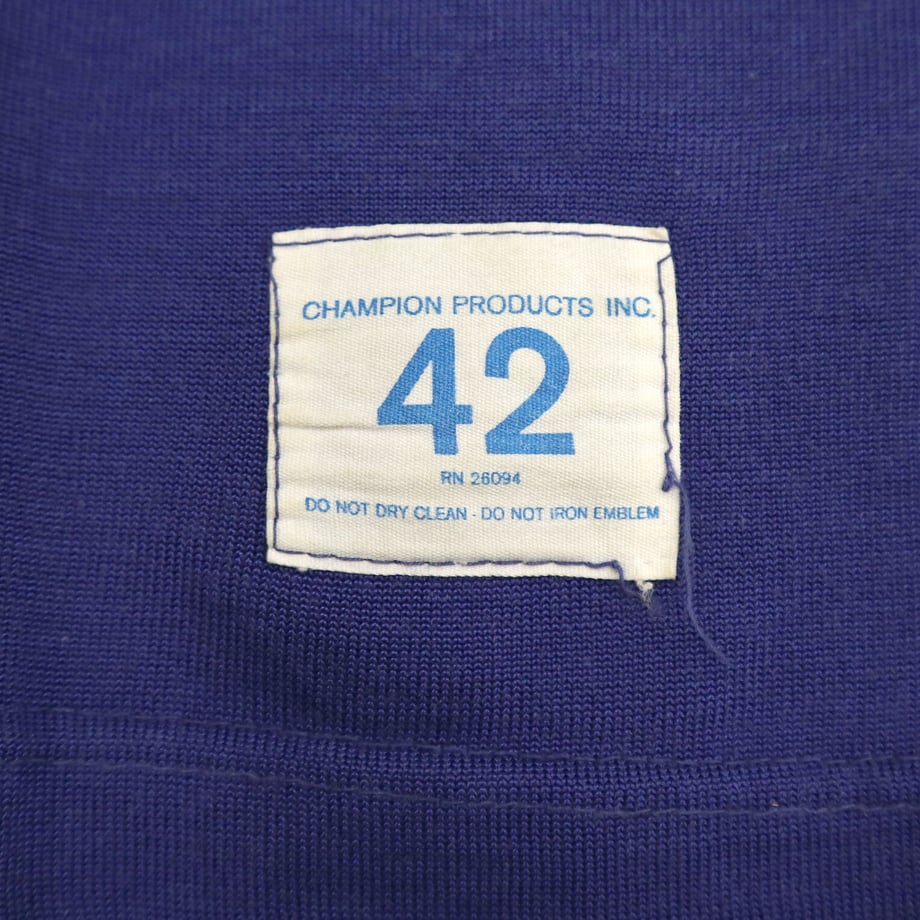 CHAMPION PRODUCTS INC.
42
RN 26094
DO NOT DRY CLEAN - DO NOT IRON EMBLEM